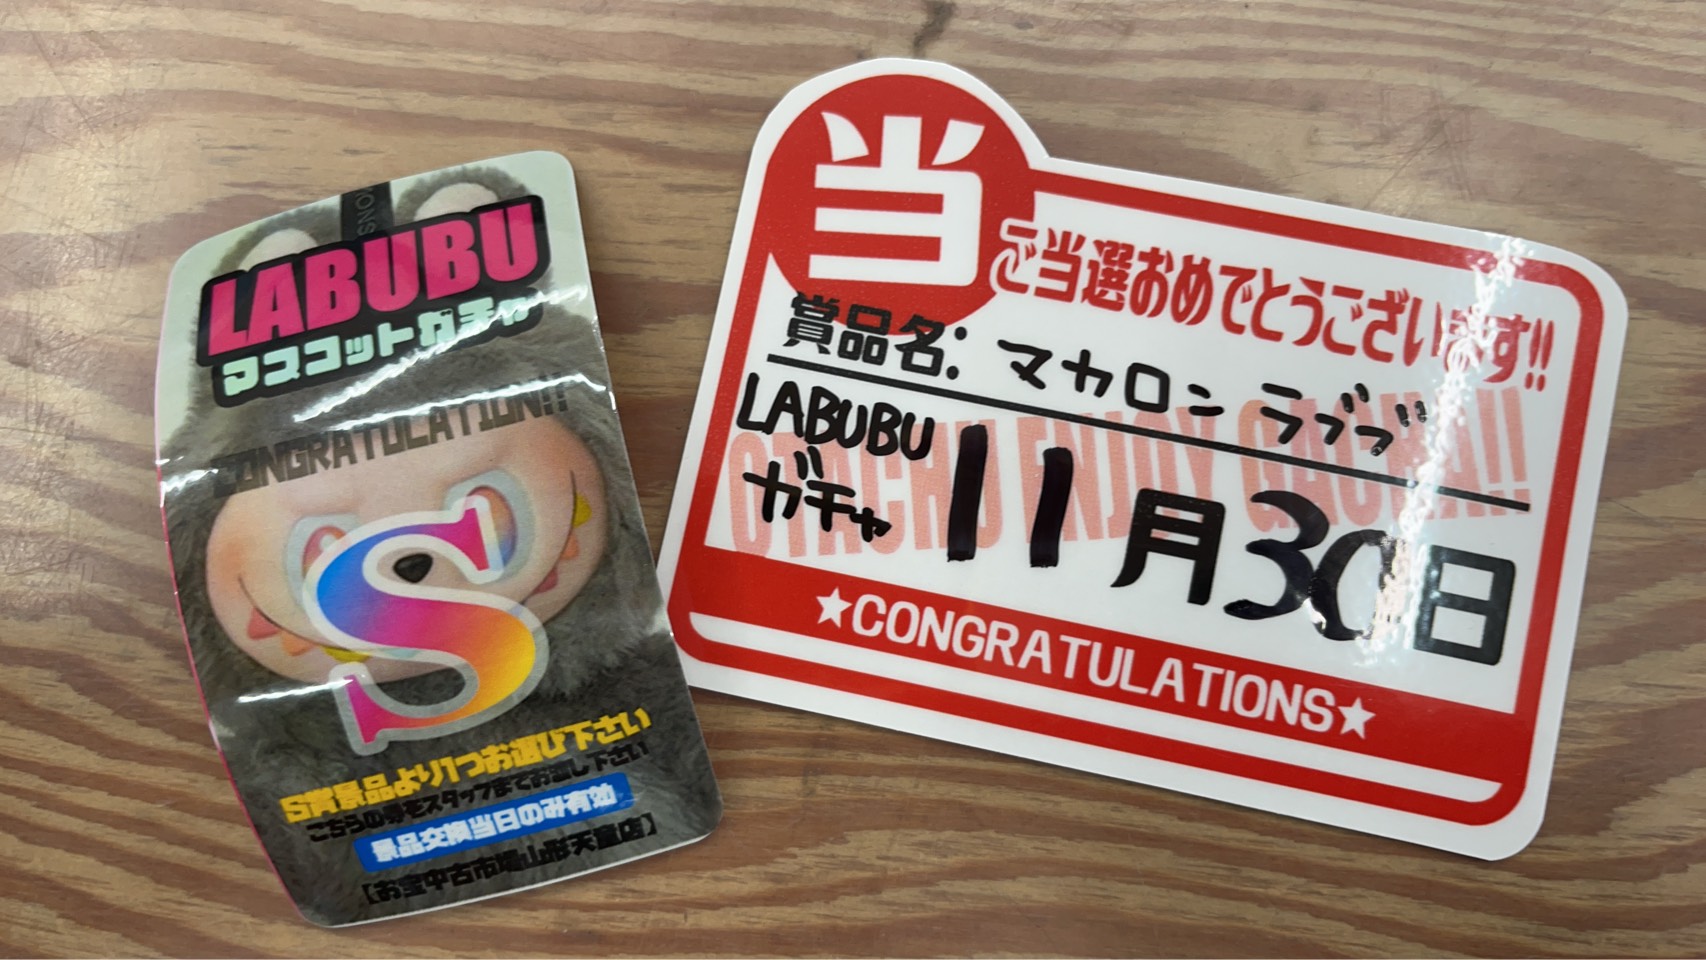 LABUBU
マスコットガチャ
CONGRATULATION!!
S
S賞景品より1つお選び下さい
こちらの券をスタッフまでお渡し下さい
景品交換当日のみ有効
【お宝中古市場山形天童店】
当
ご当選おめでとうございます!!
賞品名:マカロン ラブブ
OTACHU ENJOY GACHA!!
LABUBU
ガチャ
11月30日
★CONGRATULATIONS★